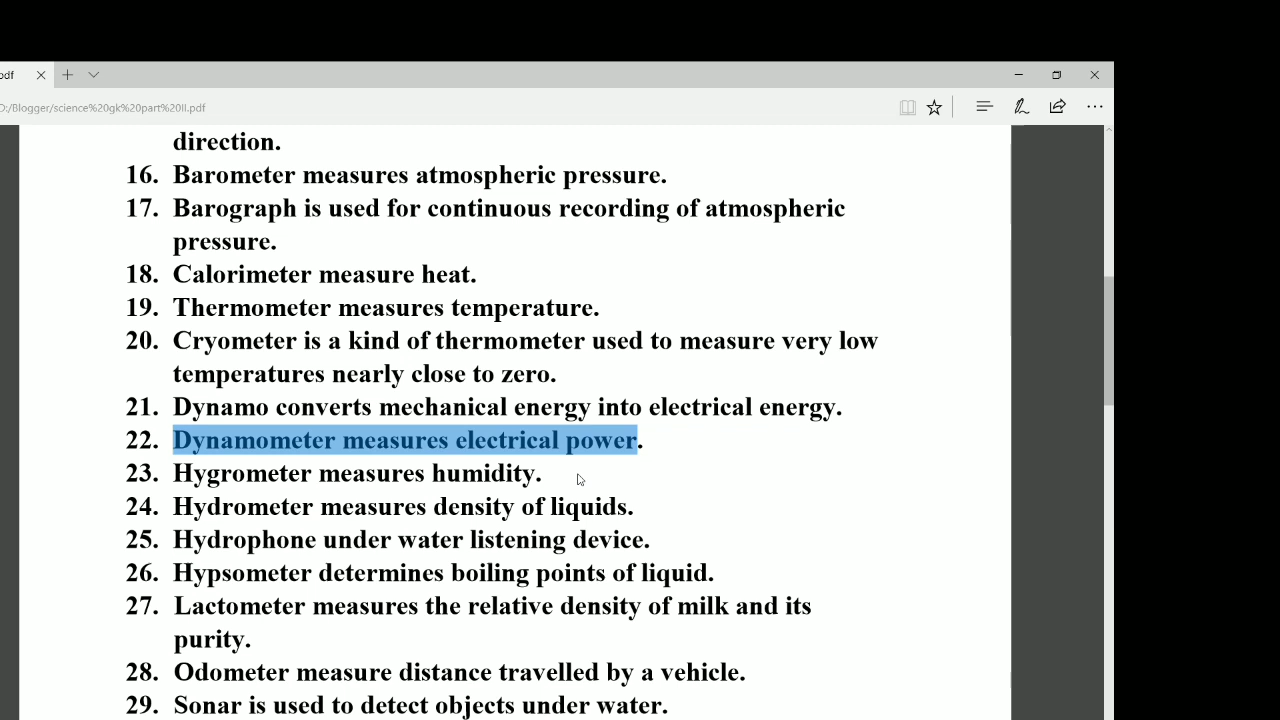 odf
D:/Blogger/science%20gk%20part%20II.pdf
direction.
16. Barometer measures atmospheric pressure.
17. Barograph is used for continuous recording of atmospheric
pressure.
18. Calorimeter measure heat.
19. Thermometer measures temperature.
20. Cryometer is a kind of thermometer used to measure very low
temperatures nearly close to zero.
21. Dynamo converts mechanical energy into electrical energy.
22. Dynamometer measures electrical power.
23. Hygrometer measures humidity.
24. Hydrometer measures density of liquids.
25. Hydrophone under water listening device.
26. Hypsometer determines boiling points of liquid.
27. Lactometer measures the relative density of milk and its
purity.
28. Odometer measure distance travelled by a vehicle.
29. Sonar is used to detect objects under water.